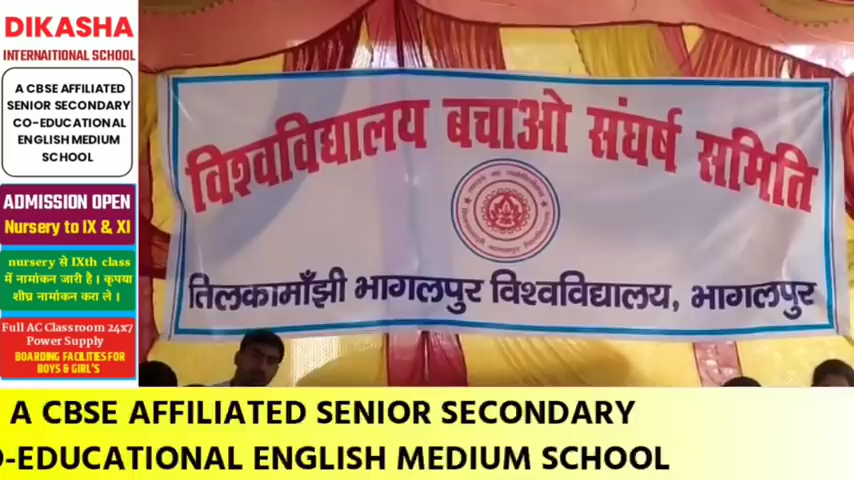 DIKASHA
INTERNAITIONAL SCHOOL
A CBSE AFFILIATED
SENIOR SECONDARY
CO-EDUCATIONAL
ENGLISH MEDIUM
SCHOOL
ADMISSION OPEN
Nursery to IX & XI
nursery से IXth class
में नामांकन जारी है। कृपया
शीघ्र नामांकन करा ले।
Full AC Classroom 24x7
Power Supply
BOARDING FACILITIES FOR
BOYS & GIRL'S
विश्वविद्यालय बचाओ संघर्ष समिति
तिलकामाँझी भागलपुर विश्वविद्यालय, भागलपुर
A CBSE AFFILIATED SENIOR SECONDARY
O-EDUCATIONAL ENGLISH MEDIUM SCHOOL